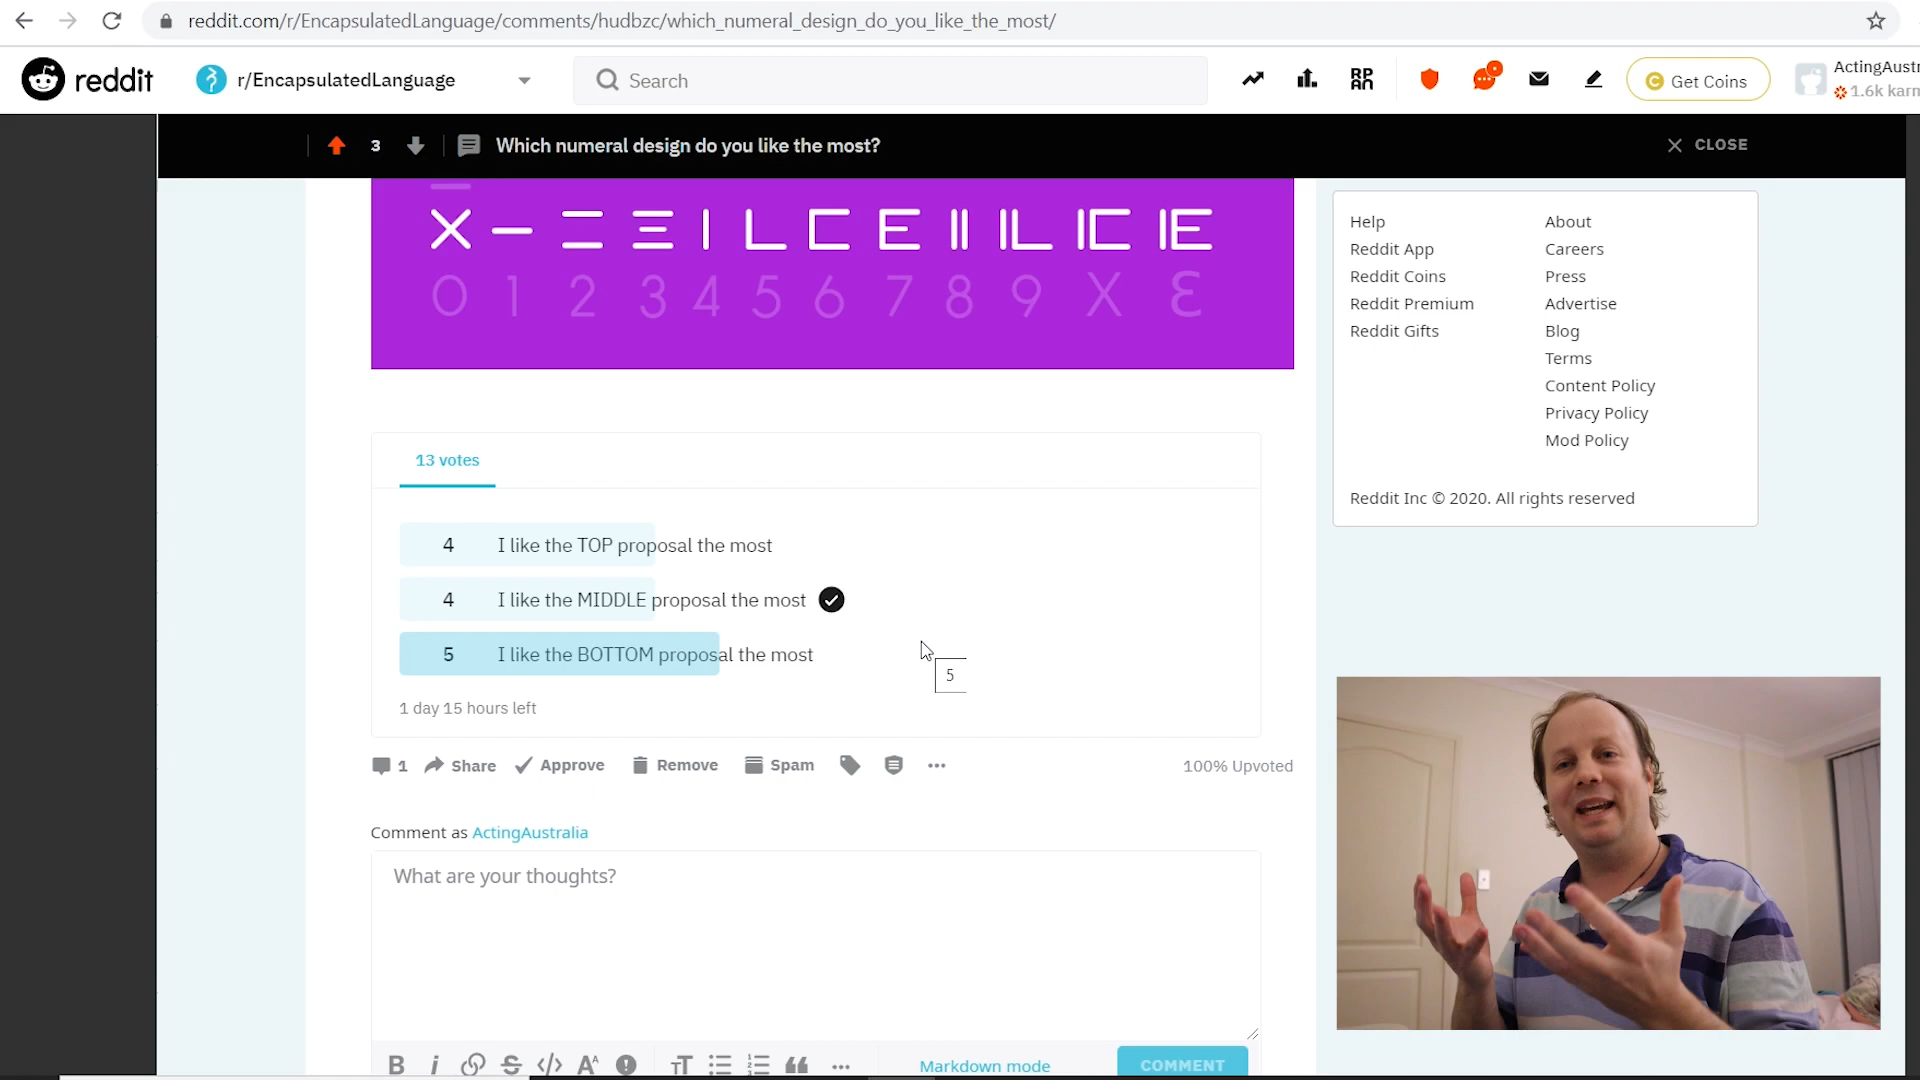 reddit.com/r/EncapsulatedLanguage/comments/hudbzc/which_numeral_design_do_you_like_the_most/
reddit
r/EncapsulatedLanguage
Search
Get Coins
ActingAustr
1.6k karm
3
Which numeral design do you like the most?
CLOSE
0 1 2 3 4 5 6 7 8 9 X Ɛ
13 votes
4 I like the TOP proposal the most
4 I like the MIDDLE proposal the most
5 I like the BOTTOM proposal the most
5
1 day 15 hours left
1 Share Approve Remove Spam
100% Upvoted
Comment as ActingAustralia
What are your thoughts?
Markdown mode
COMMENT
Help
Reddit App
Reddit Coins
Reddit Premium
Reddit Gifts
About
Careers
Press
Advertise
Blog
Terms
Content Policy
Privacy Policy
Mod Policy
Reddit Inc © 2020. All rights reserved